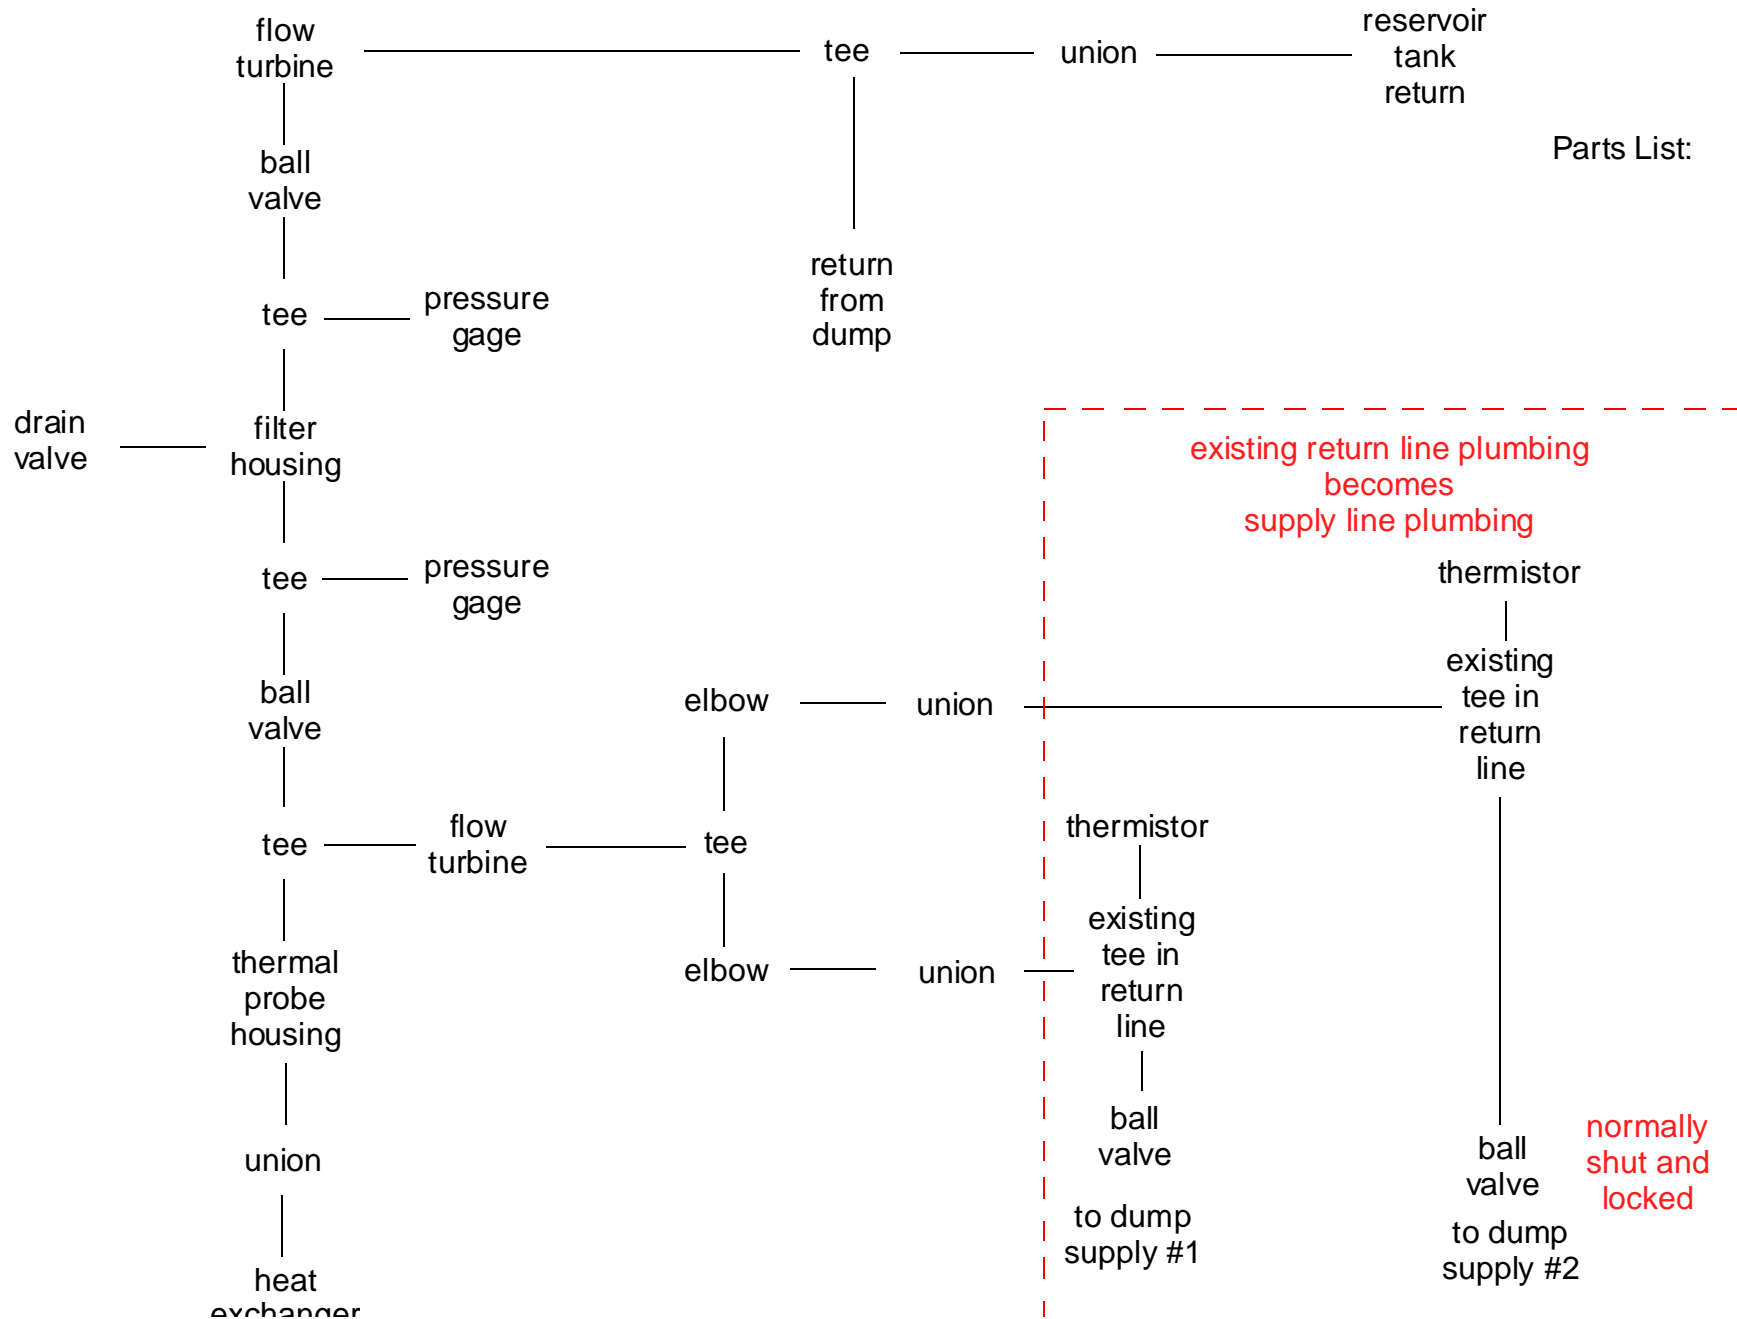 flow
turbine
tee
union
reservoir
tank
return
Parts List:
ball
valve
return
from
dump
tee
pressure
gage
drain
valve
filter
housing
existing return line plumbing
becomes
supply line plumbing
tee
pressure
gage
thermistor
existing
tee in
return
line
ball
valve
elbow
union
tee
flow
turbine
tee
thermistor
existing
tee in
return
line
thermal
probe
housing
elbow
union
ball
valve
normally
shut and
locked
ball
valve
union
to dump
supply #1
to dump
supply #2
heat
exchanger